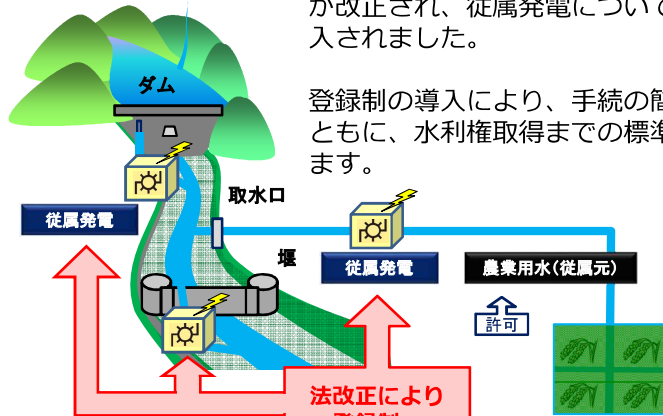 が改正され、従属発電について
入されました。
登録制の導入により、手続の簡
ともに、水利権取得までの標準
ます。
ダム
取水口
従属発電
堰
従属発電
農業用水(従属元)
許可
法改正により